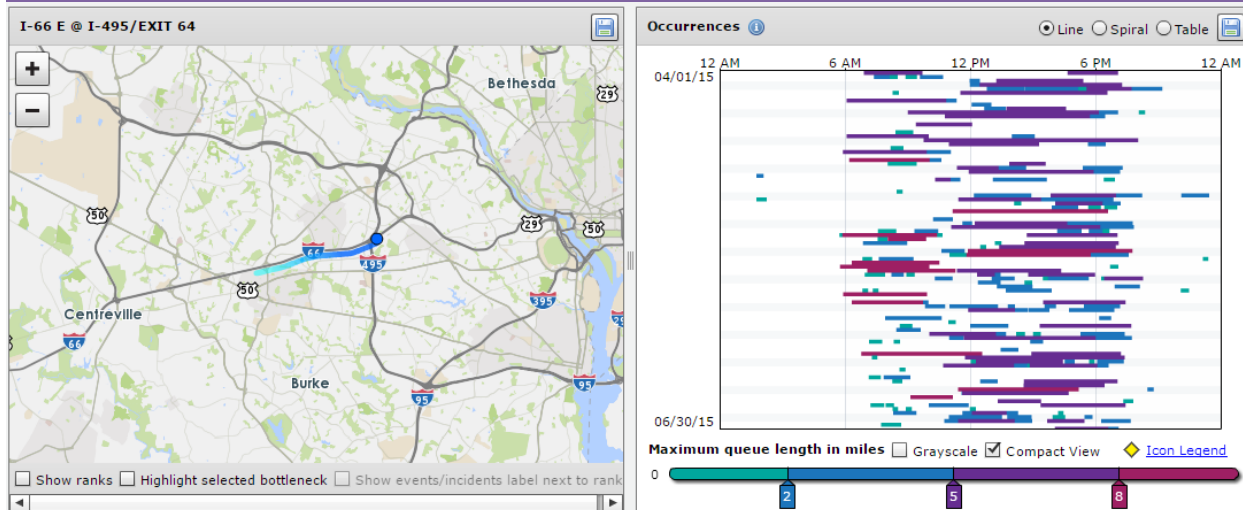 I-66 E @ I-495/EXIT 64
+
−
Bethesda
29
50
29
50
66
495
50
395
Centreville
66
Burke
95
95
Show ranks Highlight selected bottleneck Show events/incidents label next to rank
Occurrences Line Spiral Table
12 AM 6 AM 12 PM 6 PM 12 AM
04/01/15
06/30/15
Maximum queue length in miles Grayscale Compact View Icon Legend
0
2 5 8